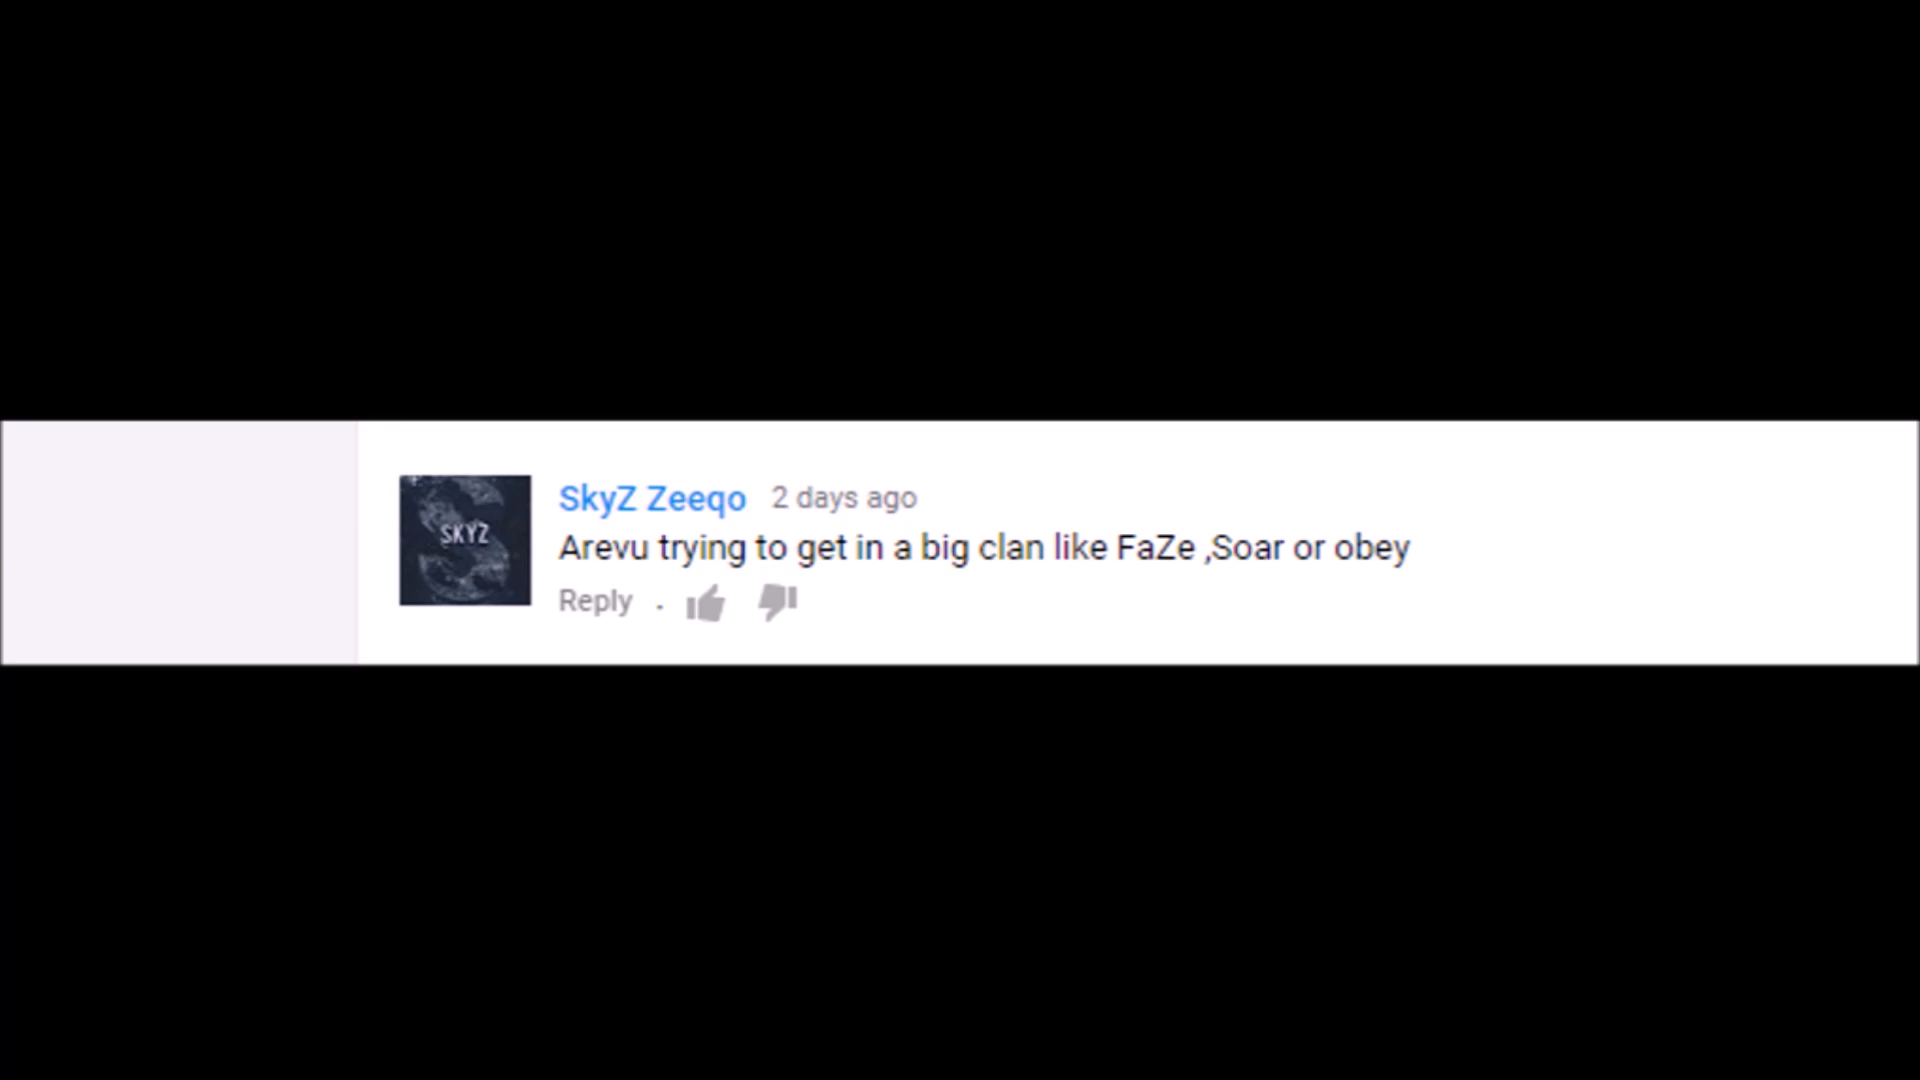 SKYZ
SkyZ Zeeqo 2 days ago
Arevu trying to get in a big clan like FaZe ,Soar or obey
Reply .